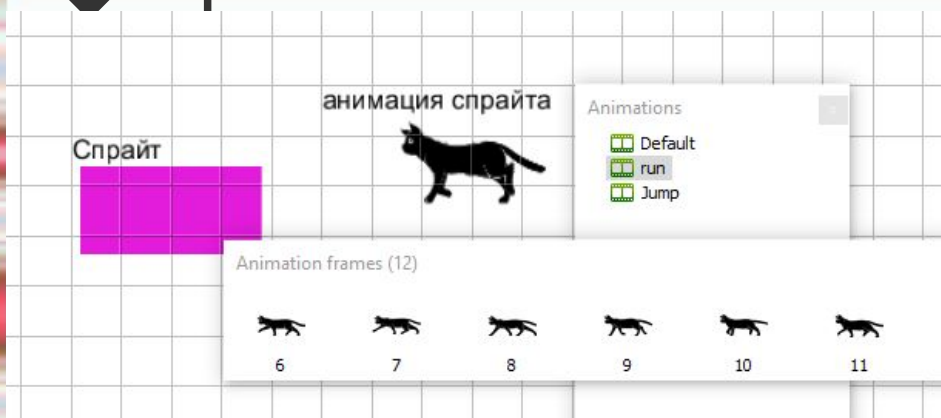 анимация спрайта
Animations
Default
run
Jump
Спрайт
Animation frames (12)
6 7 8 9 10 11